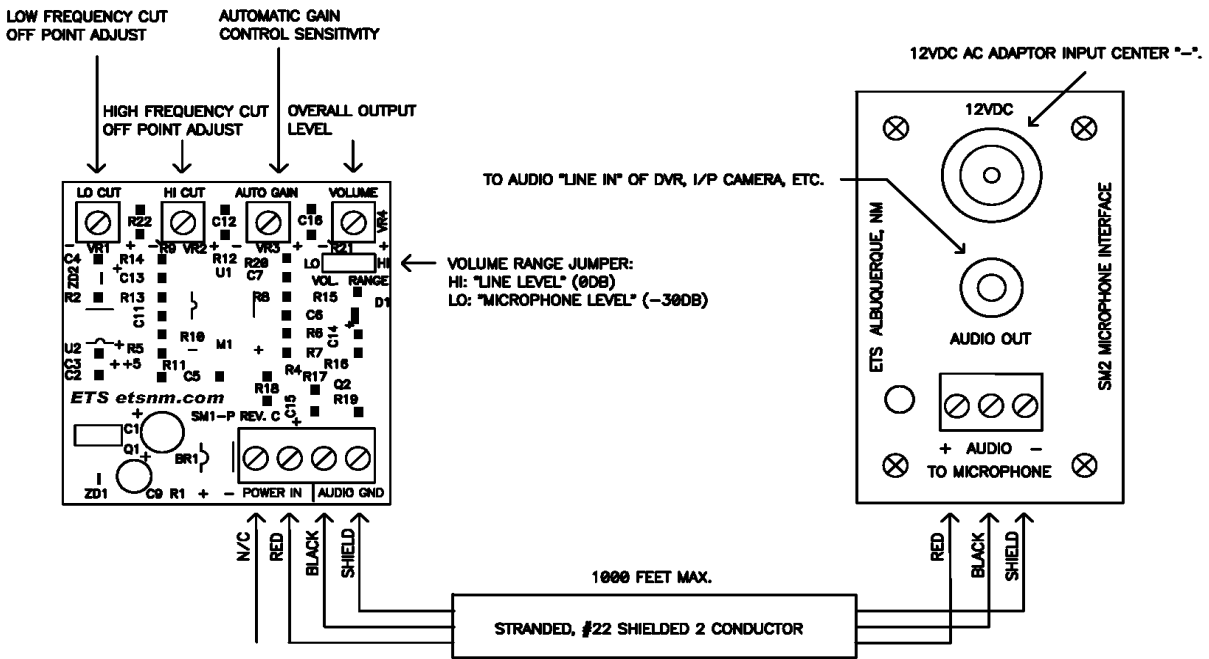 LOW FREQUENCY CUT
OFF POINT ADJUST
AUTOMATIC GAIN
CONTROL SENSITIVITY
HIGH FREQUENCY CUT
OFF POINT ADJUST
OVERALL OUTPUT
LEVEL
LO CUT HI CUT AUTO GAIN VOLUME
R22 C12 C16 VR4
- VR1 + - R9 VR2 + - VR3 + - R21 +
C4 R14 R12 R20 LO HI
ZD2 + C13 U1 C7 VOL. RANGE
R2 R13 R8 R15 D1
C11 C6
R10 R6 C14 +
U2 + R5 - M1 + R7
C3 + +5 R11 R4 R16
C2 C5 R18 R17 Q2
R19
ETS etsnm.com
C15
SM1-P REV. C +
+ C1
Q1 + BR1
ZD1 C9 R1 + - POWER IN AUDIO GND
VOLUME RANGE JUMPER:
HI: "LINE LEVEL" (0DB)
LO: "MICROPHONE LEVEL" (-30DB)
12VDC AC ADAPTOR INPUT CENTER "-".
TO AUDIO "LINE IN" OF DVR, I/P CAMERA, ETC.
12VDC
ETS ALBUQUERQUE, NM
SM2 MICROPHONE INTERFACE
AUDIO OUT
+ AUDIO -
TO MICROPHONE
N/C
RED
BLACK
SHIELD
1000 FEET MAX.
STRANDED, #22 SHIELDED 2 CONDUCTOR
RED
BLACK
SHIELD